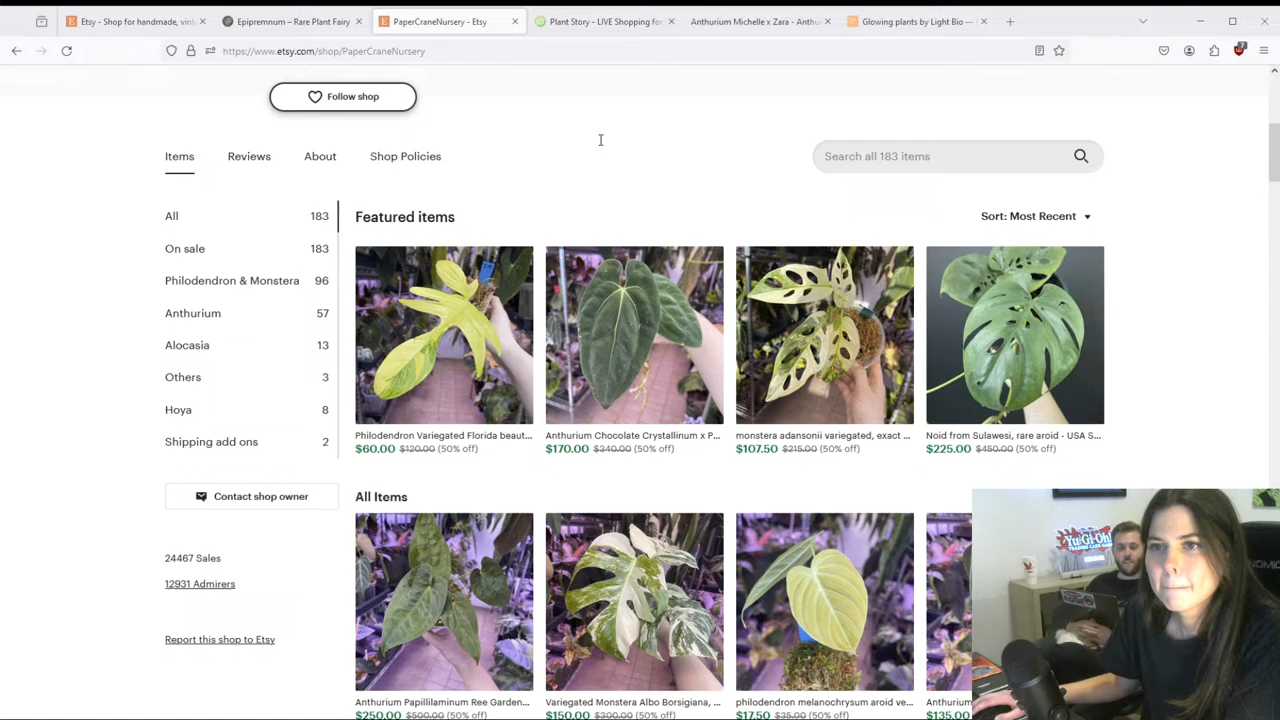 Etsy - Shop for handmade, vint
Epipremnum – Rare Plant Fairy
PaperCraneNursery - Etsy
Plant Story - LIVE Shopping fo
Anthurium Michelle x Zara - Anthu
Glowing plants by Light Bio —
https://www.etsy.com/shop/PaperCraneNursery
7
Follow shop
Items
Reviews
About
Shop Policies
Search all 183 items
All 183
On sale 183
Philodendron & Monstera 96
Anthurium 57
Alocasia 13
Others 3
Hoya 8
Shipping add ons 2
Contact shop owner
24467 Sales
12931 Admirers
Report this shop to Etsy
Featured items
Sort: Most Recent
Philodendron Variegated Florida beaut...
$60.00 $120.00 (50% off)
Anthurium Chocolate Crystallinum x P...
$170.00 $340.00 (50% off)
monstera adansonii variegated, exact ...
$107.50 $215.00 (50% off)
Noid from Sulawesi, rare aroid - USA S...
$225.00 $450.00 (50% off)
All Items
Anthurium Papillilaminum Ree Garden...
$250.00 $500.00 (50% off)
Variegated Monstera Albo Borsigiana, ...
$150.00 $300.00 (50% off)
philodendron melanochrysum aroid ve...
$17.50 $35.00 (50% off)
Anthurium
$135.00
Yu-Gi-Oh!
TRADING CARD GAME
NOMIC